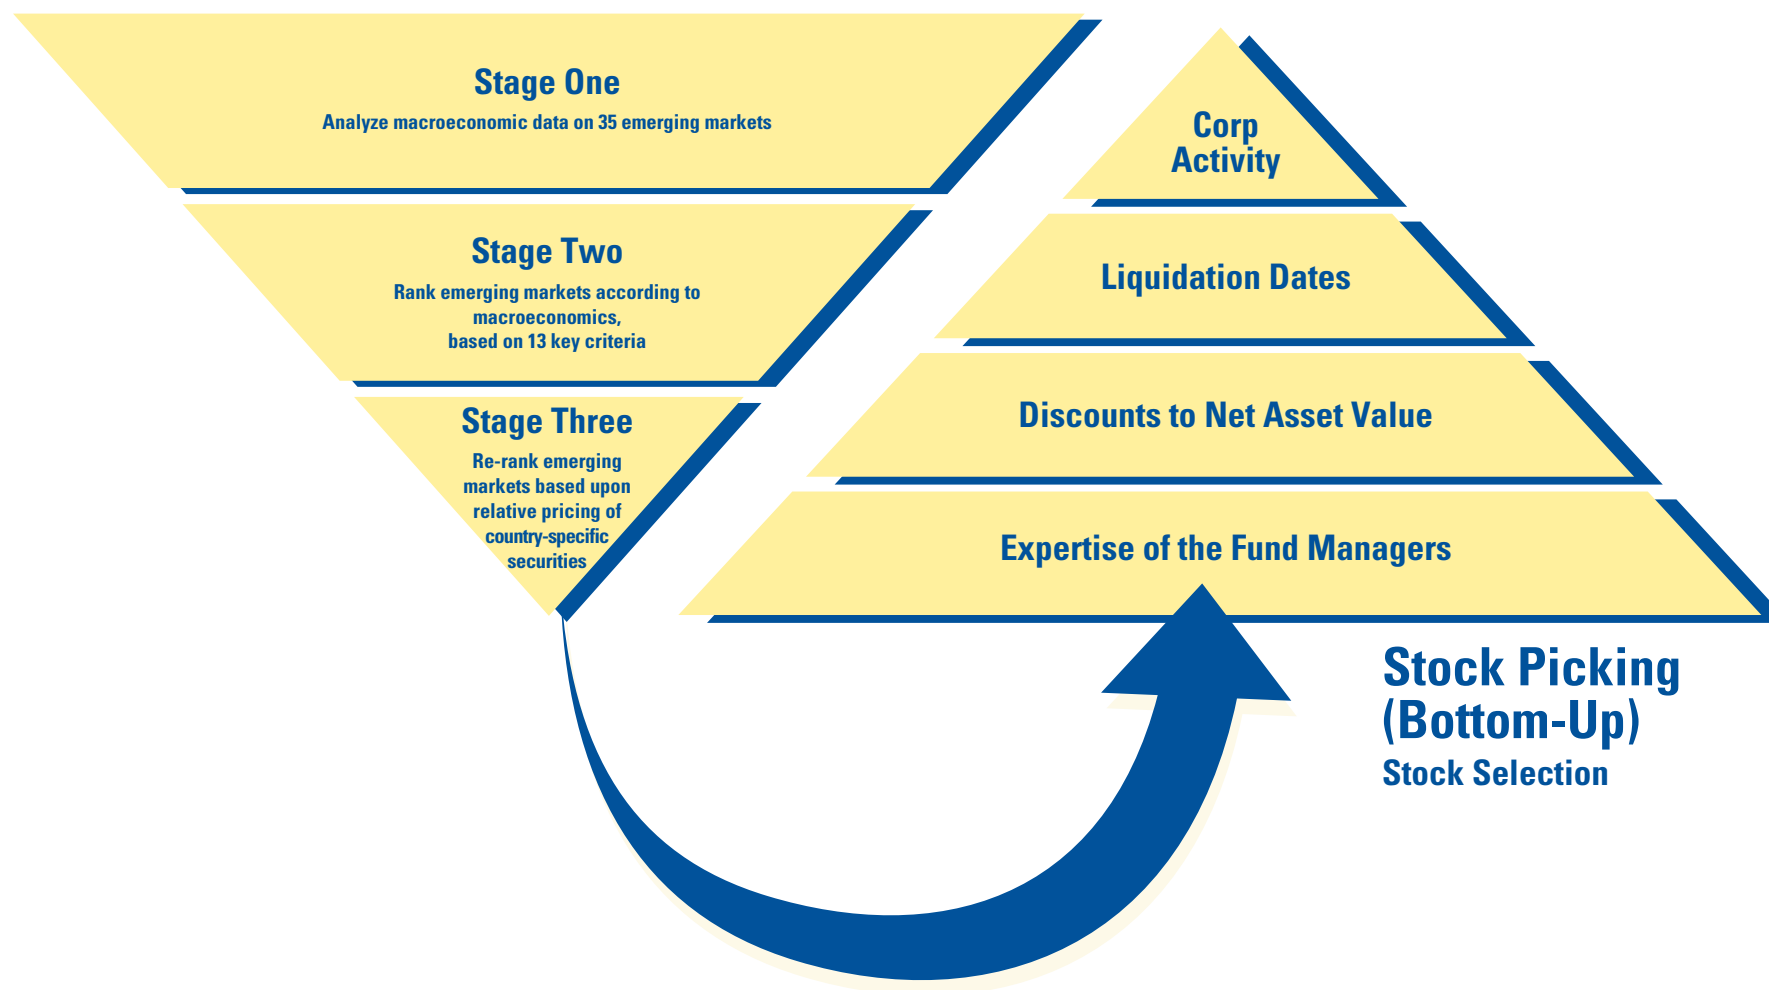 Stage One
Analyze macroeconomic data on 35 emerging markets
Stage Two
Rank emerging markets according to
macroeconomics,
based on 13 key criteria
Stage Three
Re-rank emerging
markets based upon
relative pricing of
country-specific
securities
Corp
Activity
Liquidation Dates
Discounts to Net Asset Value
Expertise of the Fund Managers
Stock Picking
(Bottom-Up)
Stock Selection